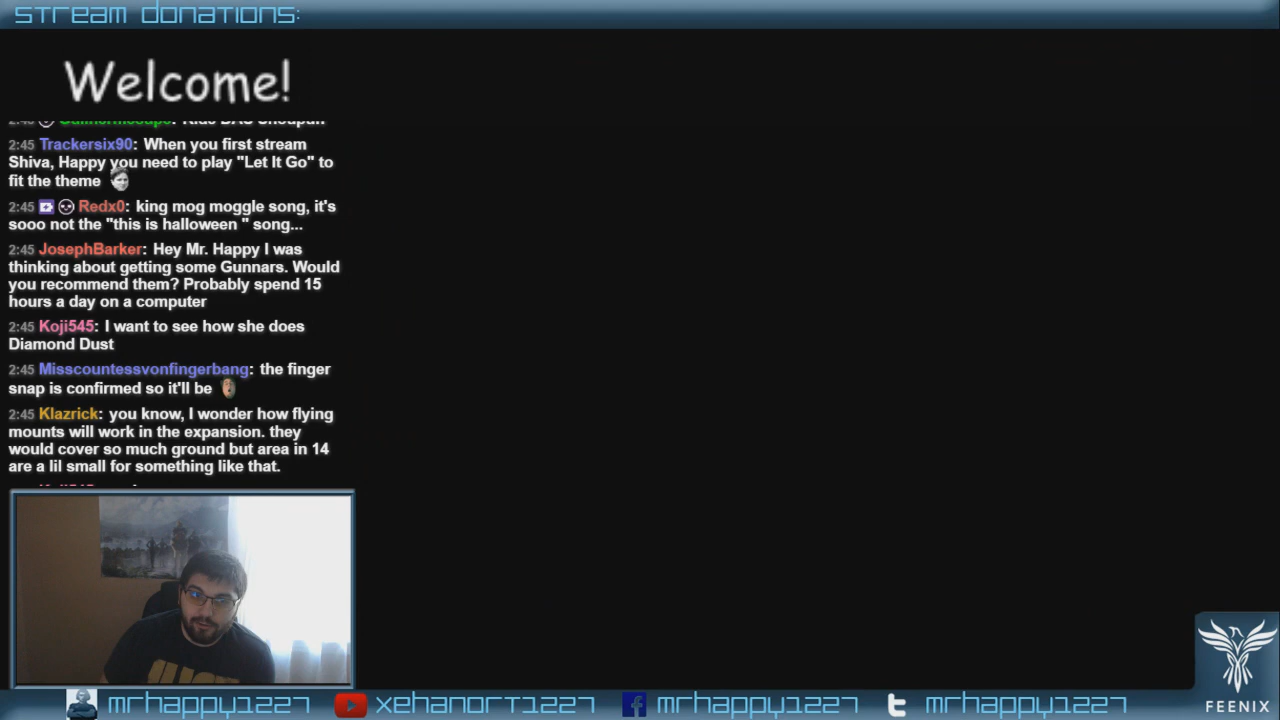 STREAM DONATIONS:
Welcome!
2:45 Trackersix90: When you first stream
Shiva, Happy you need to play "Let It Go" to
fit the theme
2:45 Redx0: king mog moggle song, it's
sooo not the "this is halloween " song...
2:45 JosephBarker: Hey Mr. Happy I was
thinking about getting some Gunnars. Would
you recommend them? Probably spend 15
hours a day on a computer
2:45 Koji545: I want to see how she does
Diamond Dust
2:45 Misscountessvonfingerbang: the finger
snap is confirmed so it'll be
2:45 Klazrick: you know, I wonder how flying
mounts will work in the expansion. they
would cover so much ground but area in 14
are a lil small for something like that.
mrhappy1227 xehanort1227 mrhappy1227 mrhappy1227
FEENIX